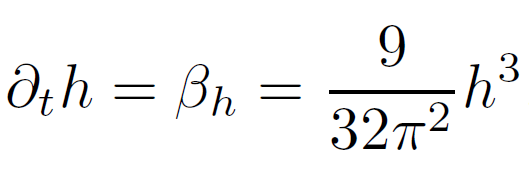 ∂ₜh = βₕ = 9/(32π²) h³